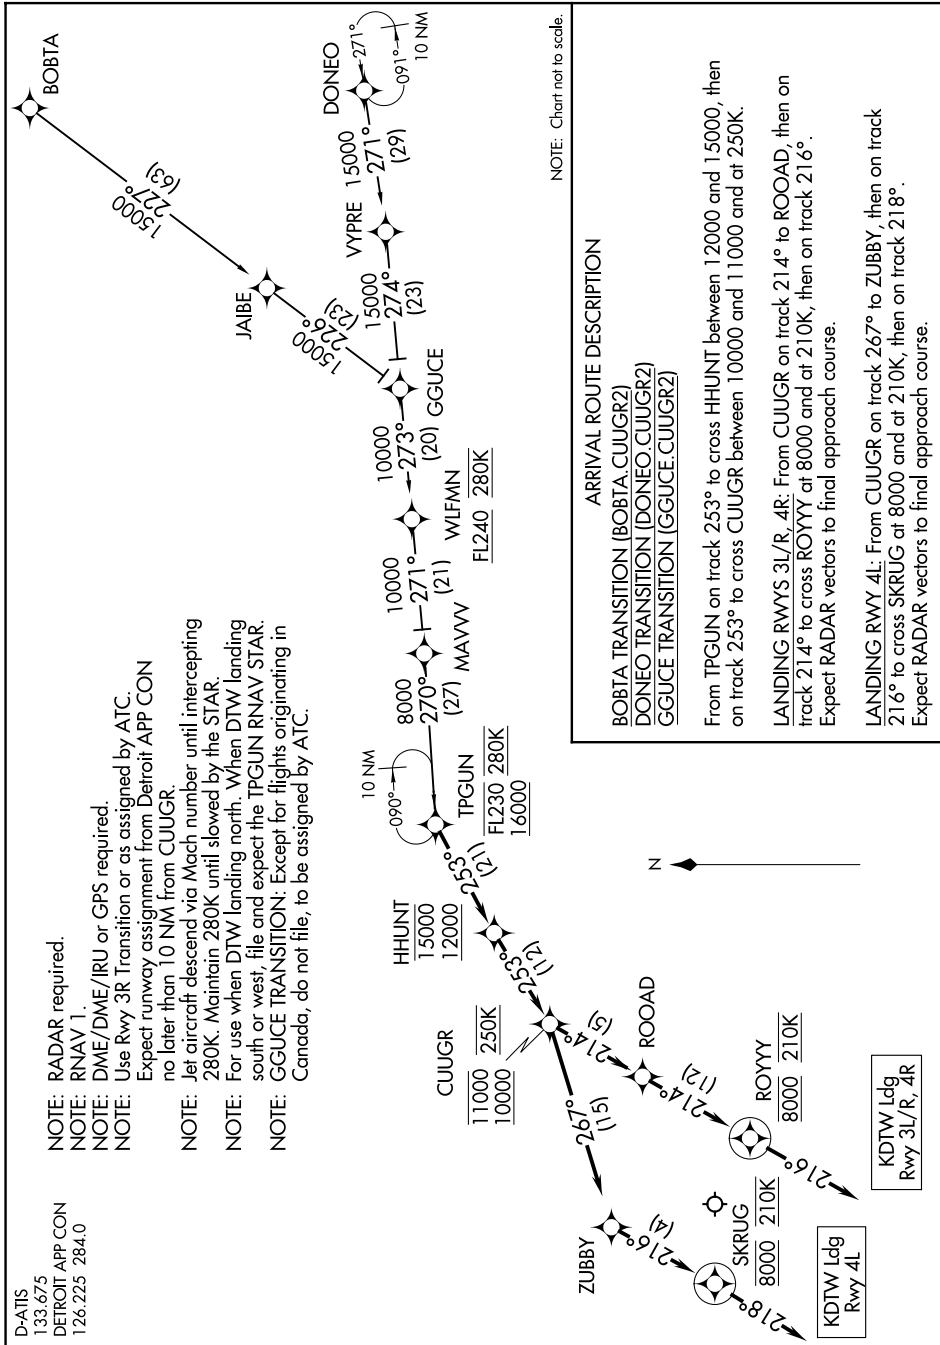 D-ATIS
133.675
DETROIT APP CON
126.225 284.0
NOTE: RADAR required.
NOTE: RNAV 1.
NOTE: DME/DME/IRU or GPS required.
NOTE: Use Rwy 3R Transition or as assigned by ATC.
Expect runway assignment from Detroit APP CON
no later than 10 NM from CUUGR.
NOTE: Jet aircraft descend via Mach number until intercepting
280K. Maintain 280K until slowed by the STAR.
NOTE: For use when DTW landing north. When DTW landing
south or west, file and expect the TPGUN RNAV STAR.
NOTE: GGUCE TRANSITION: Except for flights originating in
Canada, do not file, to be assigned by ATC.
BOBTA
15000
227°
(63)
JAIBE
15000
226°
(23)
DONEO
271°
091°
10 NM
15000
271°
(29)
VYPRE
15000
274°
(23)
GGUCE
10000
273°
(20)
WLFMN
FL240 280K
10000
271°
(21)
MAVVV
8000
270°
(27)
10 NM
090°
TPGUN
FL230 280K
16000
253°
(21)
HHUNT
15000
12000
253°
(12)
CUUGR
11000 250K
10000
214°
(5)
ROOAD
214°
(12)
ROYYY
8000 210K
216°
KDTW Ldg
Rwy 3L/R, 4R
267°
(15)
ZUBBY
216°
(4)
SKRUG
8000 210K
218°
KDTW Ldg
Rwy 4L
N
NOTE: Chart not to scale.
ARRIVAL ROUTE DESCRIPTION
BOBTA TRANSITION (BOBTA.CUUGR2)
DONEO TRANSITION (DONEO.CUUGR2)
GGUCE TRANSITION (GGUCE.CUUGR2)
From TPGUN on track 253° to cross HHUNT between 12000 and 15000, then
on track 253° to cross CUUGR between 10000 and 11000 and at 250K.
LANDING RWYS 3L/R, 4R: From CUUGR on track 214° to ROOAD, then on
track 214° to cross ROYYY at 8000 and at 210K, then on track 216°.
Expect RADAR vectors to final approach course.
LANDING RWY 4L: From CUUGR on track 267° to ZUBBY, then on track
216° to cross SKRUG at 8000 and at 210K, then on track 218°.
Expect RADAR vectors to final approach course.